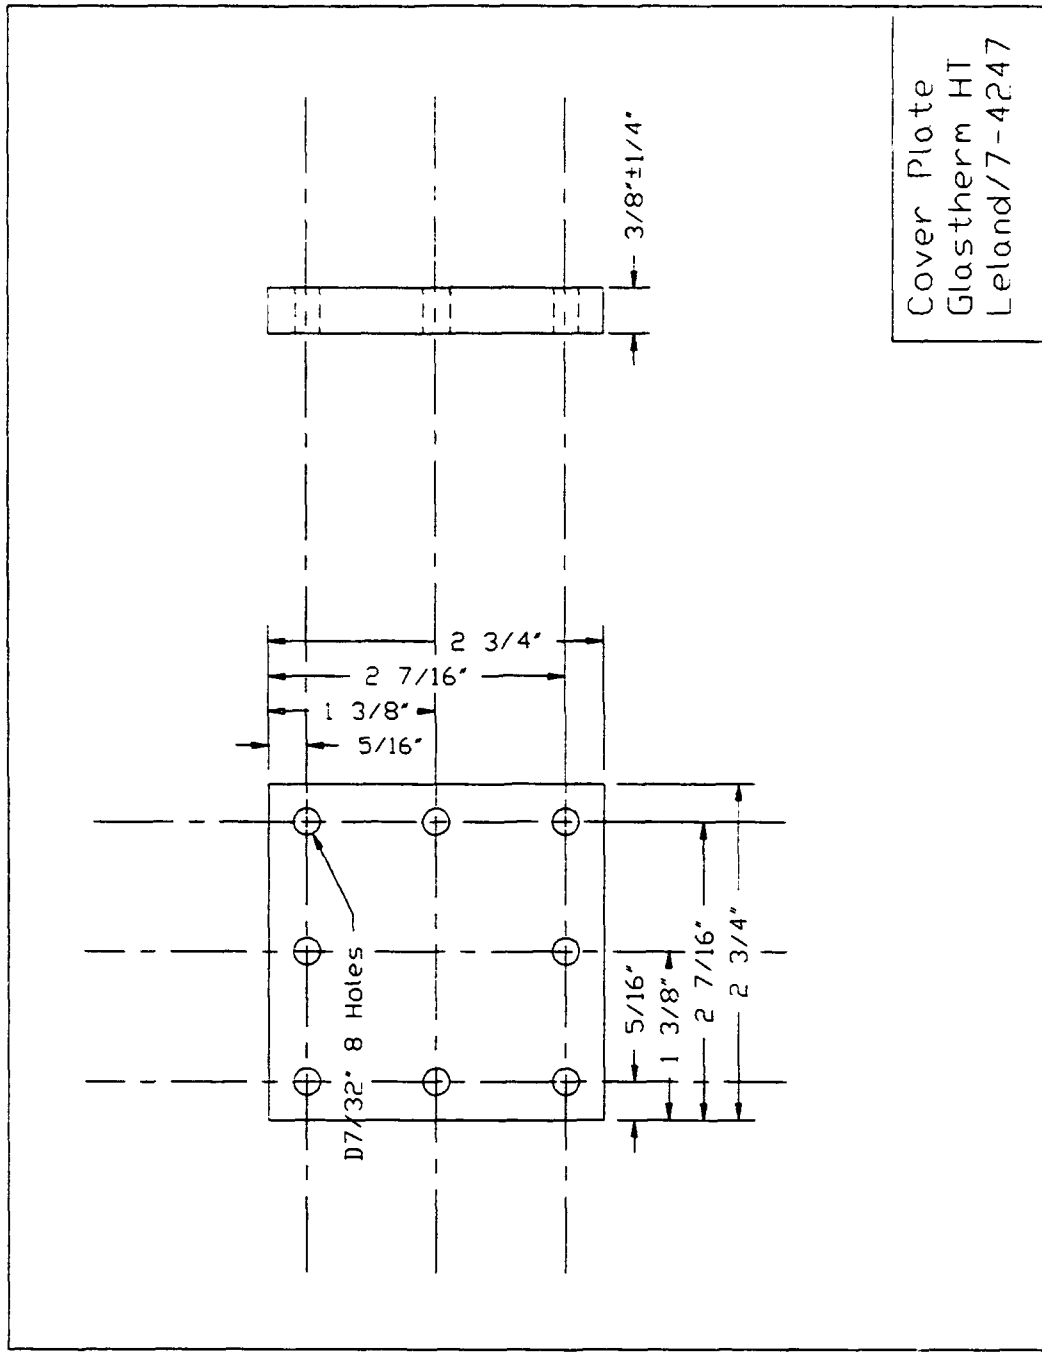 3/8"±1/4"
2 3/4"
2 7/16"
1 3/8"
5/16"
D7/32" 8 Holes
5/16"
1 3/8"
2 7/16"
2 3/4"
Cover Plate
Glastherm HT
Leland/7-4247